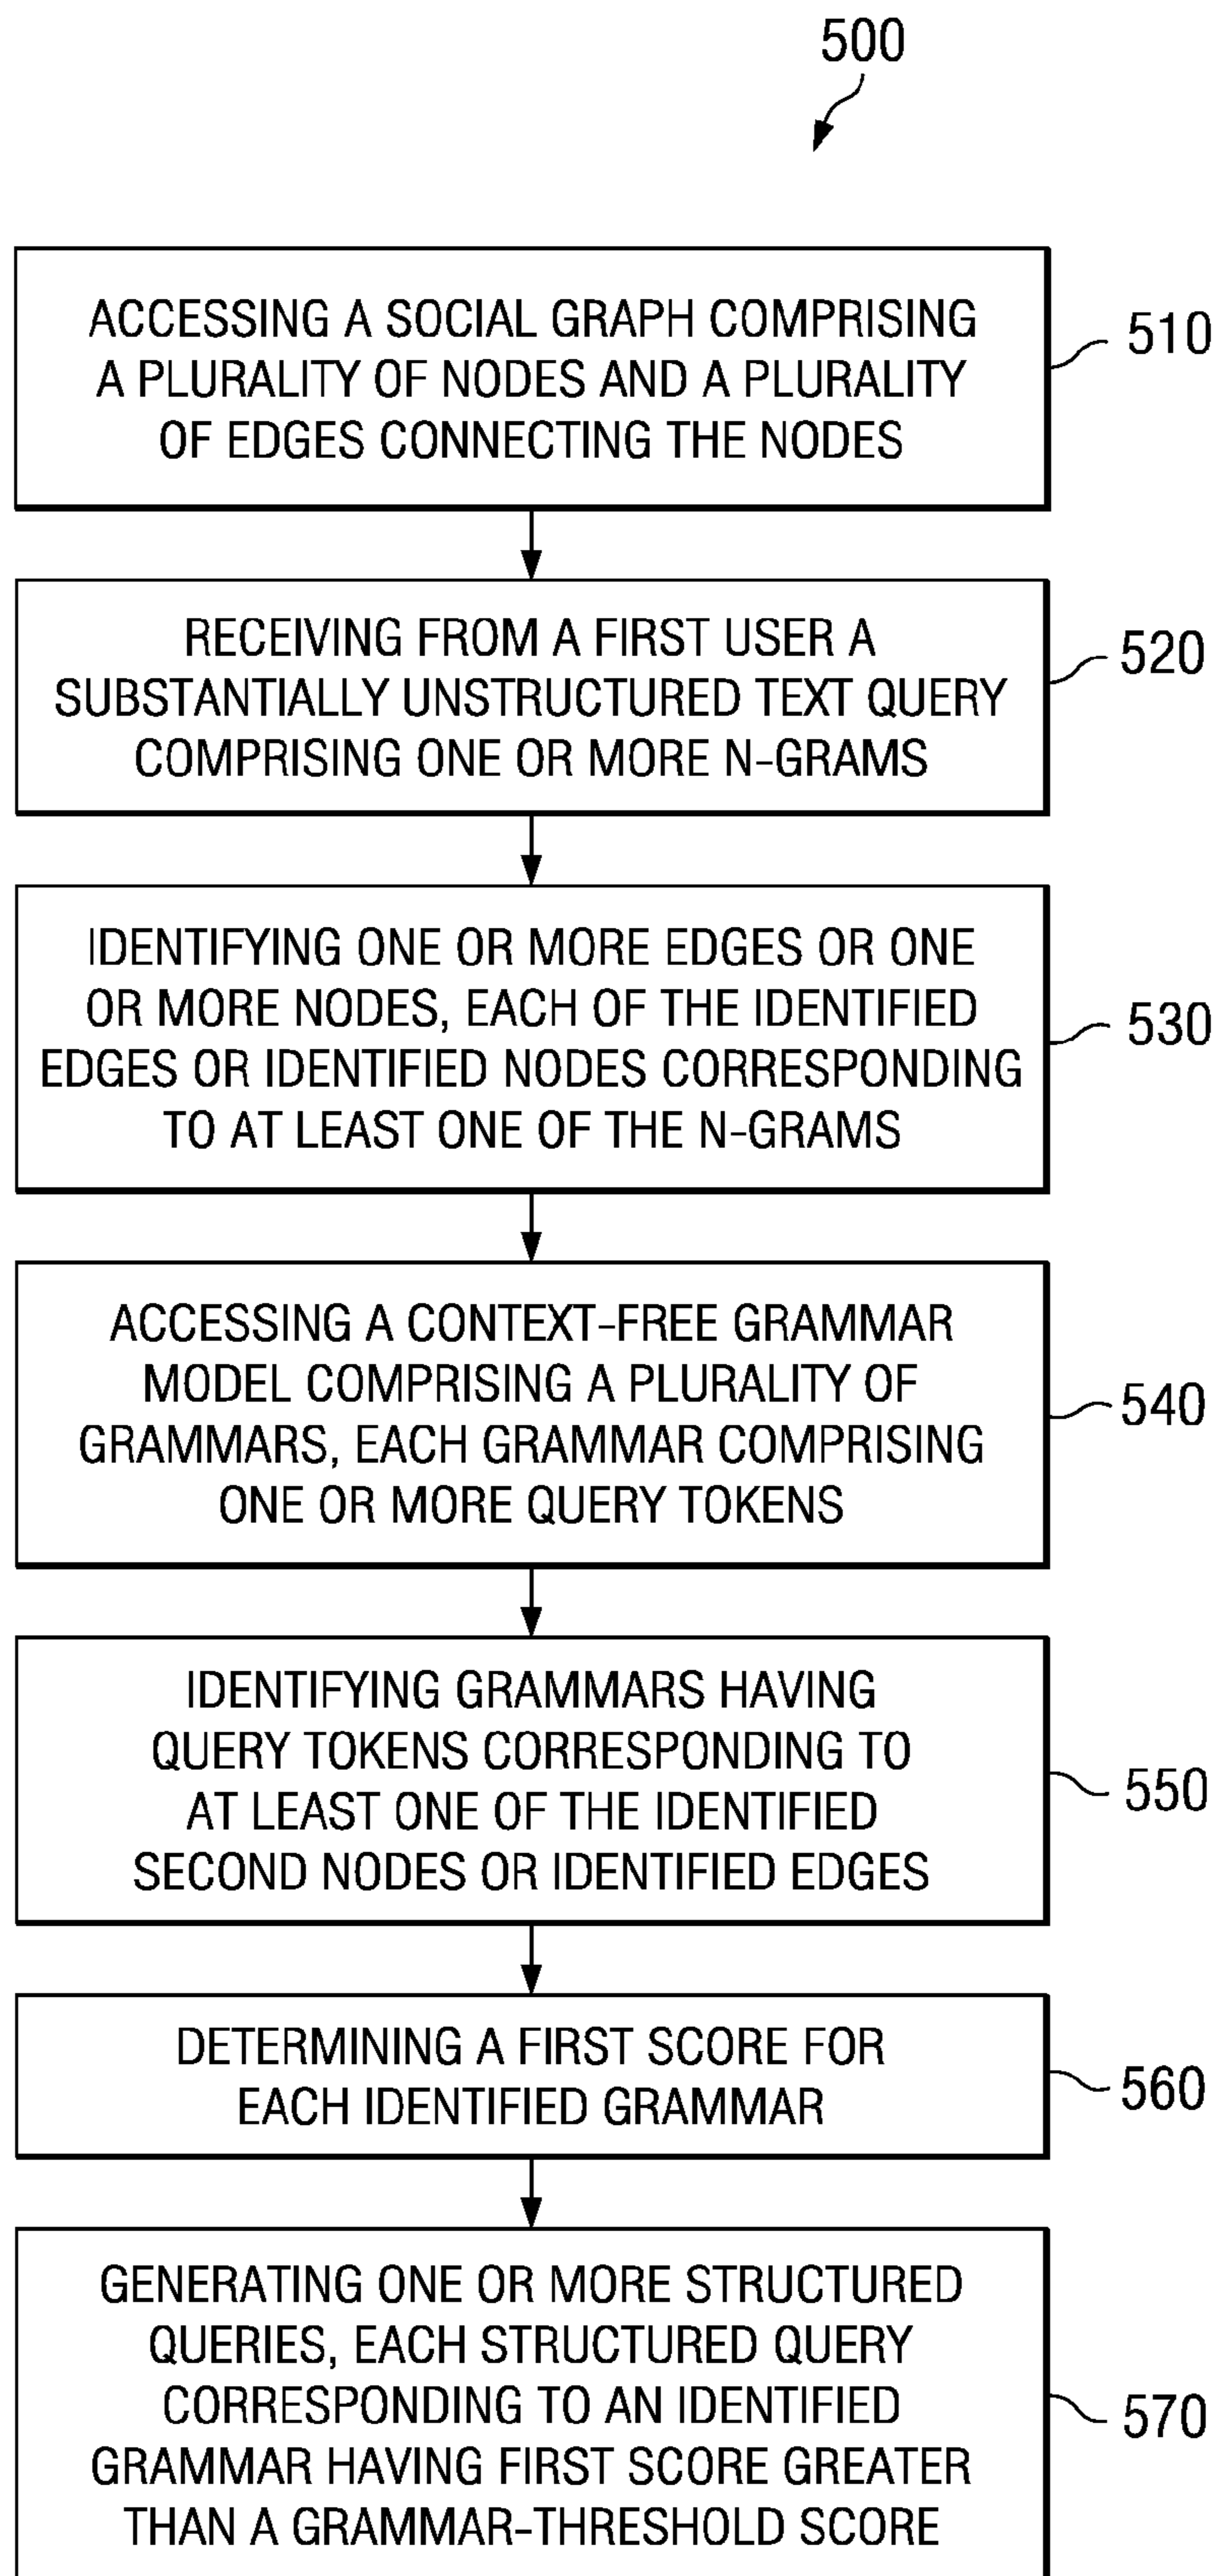 500
ACCESSING A SOCIAL GRAPH COMPRISING
A PLURALITY OF NODES AND A PLURALITY
OF EDGES CONNECTING THE NODES
510
RECEIVING FROM A FIRST USER A
SUBSTANTIALLY UNSTRUCTURED TEXT QUERY
COMPRISING ONE OR MORE N-GRAMS
520
IDENTIFYING ONE OR MORE EDGES OR ONE
OR MORE NODES, EACH OF THE IDENTIFIED
EDGES OR IDENTIFIED NODES CORRESPONDING
TO AT LEAST ONE OF THE N-GRAMS
530
ACCESSING A CONTEXT-FREE GRAMMAR
MODEL COMPRISING A PLURALITY OF
GRAMMARS, EACH GRAMMAR COMPRISING
ONE OR MORE QUERY TOKENS
540
IDENTIFYING GRAMMARS HAVING
QUERY TOKENS CORRESPONDING TO
AT LEAST ONE OF THE IDENTIFIED
SECOND NODES OR IDENTIFIED EDGES
550
DETERMINING A FIRST SCORE FOR
EACH IDENTIFIED GRAMMAR
560
GENERATING ONE OR MORE STRUCTURED
QUERIES, EACH STRUCTURED QUERY
CORRESPONDING TO AN IDENTIFIED
GRAMMAR HAVING FIRST SCORE GREATER
THAN A GRAMMAR-THRESHOLD SCORE
570